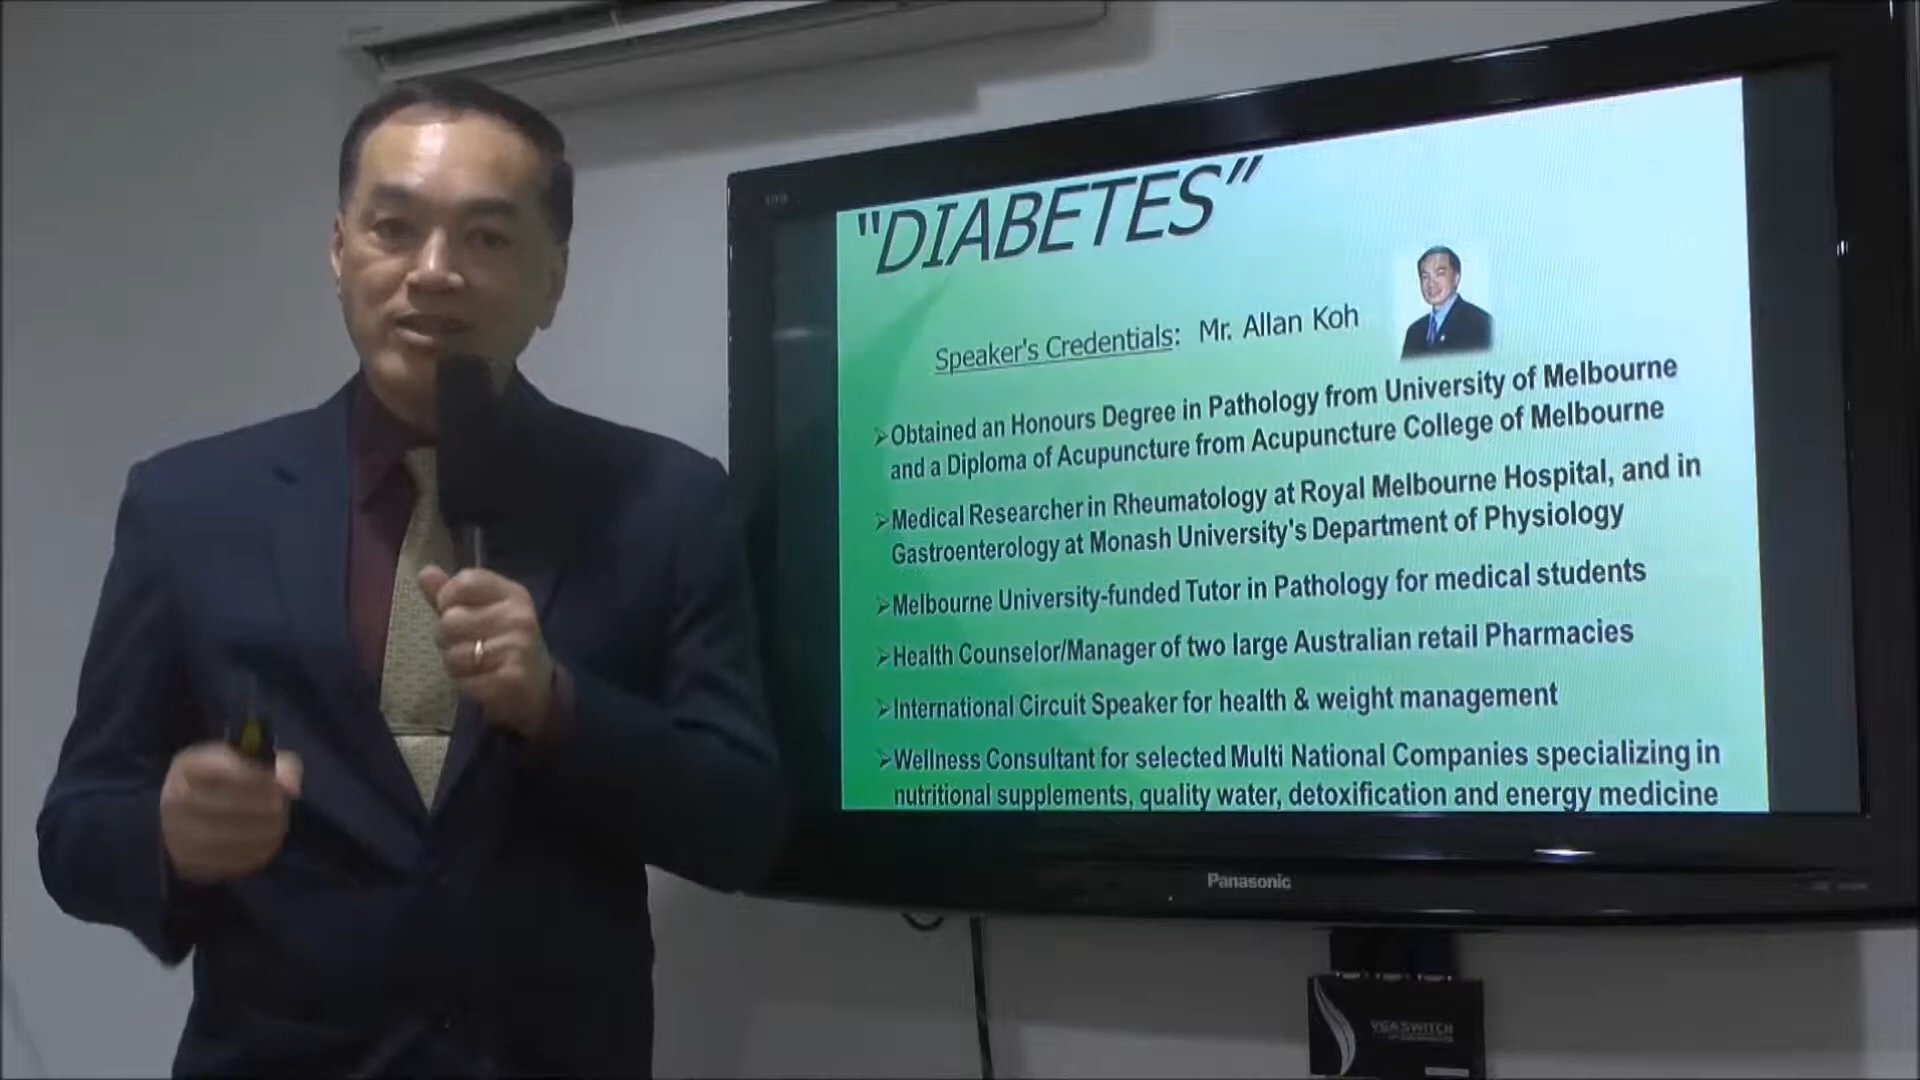 “DIABETES”
Speaker's Credentials: Mr. Allan Koh
➢Obtained an Honours Degree in Pathology from University of Melbourne
and a Diploma of Acupuncture from Acupuncture College of Melbourne
➢Medical Researcher in Rheumatology at Royal Melbourne Hospital, and in
Gastroenterology at Monash University's Department of Physiology
➢Melbourne University-funded Tutor in Pathology for medical students
➢Health Counselor/Manager of two large Australian retail Pharmacies
➢International Circuit Speaker for health & weight management
➢Wellness Consultant for selected Multi National Companies specializing in
nutritional supplements, quality water, detoxification and energy medicine
Panasonic
VGA SWITCH